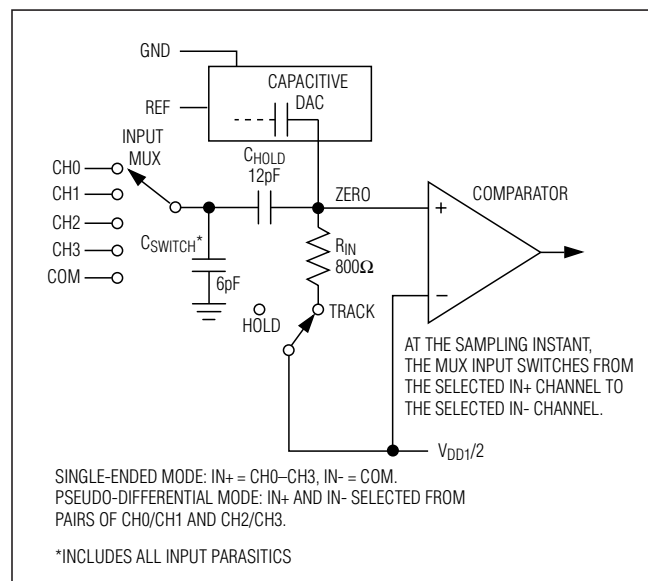 GND
CAPACITIVE
DAC
REF
INPUT
MUX
CHOLD
12pF
CH0
CH1
CH2
CH3
COM
ZERO
COMPARATOR
+
−
CSWITCH*
6pF
RIN
800Ω
HOLD
TRACK
AT THE SAMPLING INSTANT,
THE MUX INPUT SWITCHES FROM
THE SELECTED IN+ CHANNEL TO
THE SELECTED IN- CHANNEL.
VDD1/2
SINGLE-ENDED MODE: IN+ = CH0–CH3, IN- = COM.
PSEUDO-DIFFERENTIAL MODE: IN+ AND IN- SELECTED FROM
PAIRS OF CH0/CH1 AND CH2/CH3.
*INCLUDES ALL INPUT PARASITICS